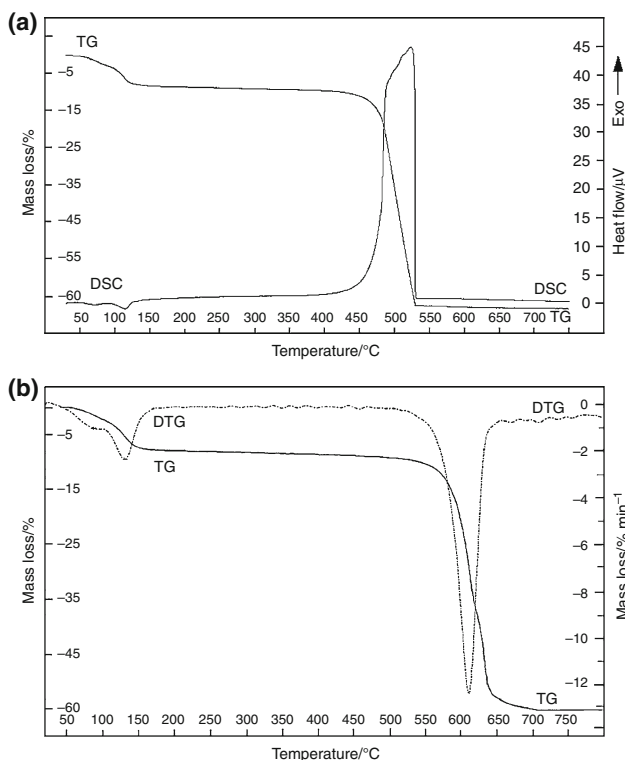 (a)
TG
−5
−15
−25
−35
−45
−55
−60
Mass loss/%
DSC
45
40
35
30
25
20
15
10
5
0
Heat flow/μV
Exo
DSC
TG
50 100 150 200 250 300 350 400 450 500 550 600 650 700
Temperature/°C
(b)
DTG
TG
−5
−15
−25
−35
−45
−60
Mass loss/%
DTG
0
−2
−4
−6
−8
−10
−12
Mass loss/% min−1
TG
50 100 150 200 250 300 350 400 450 500 550 600 650 700 750
Temperature/°C